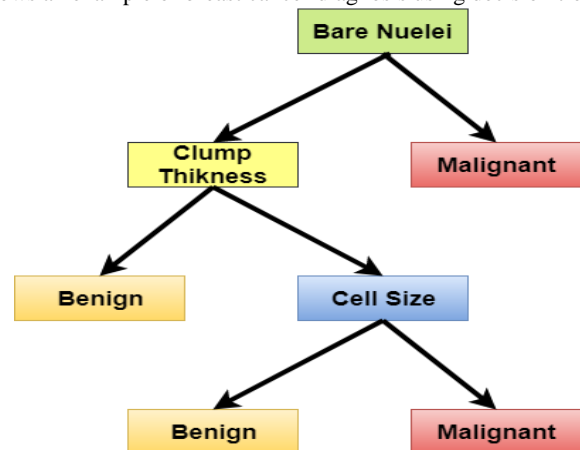 Bare Nuelei
Clump
Thikness
Malignant
Benign
Cell Size
Benign
Malignant